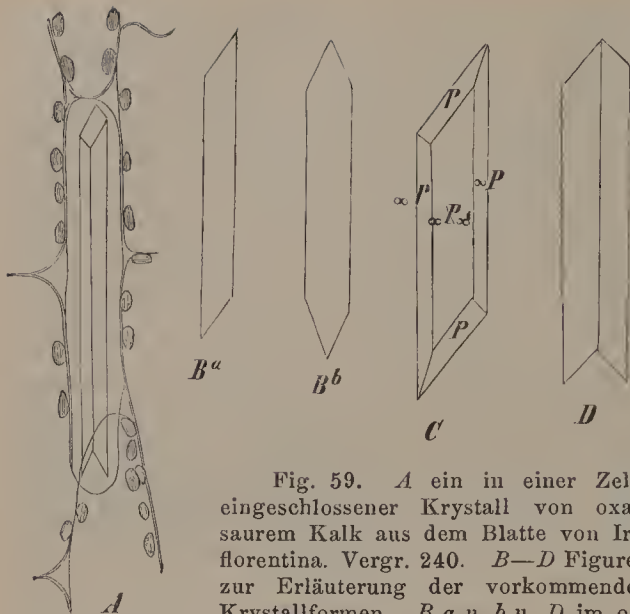 P
∞ P
∞ P
∞ P∞
P
Bª
Bᵇ
C
D
A
Fig. 59. A ein in einer Zel
eingeschlossener Krystall von oxa
saurem Kalk aus dem Blatte von Ir
florentina. Vergr. 240. B—D Figure
zur Erläuterung der vorkommende
Krystallformen. B a u. b u. D im o